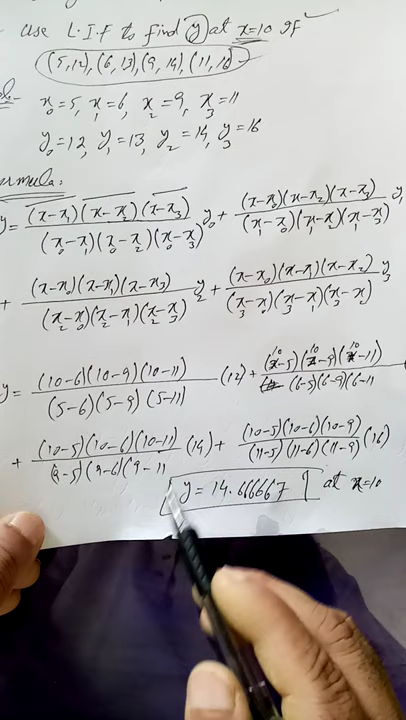 use L.I.F to find y at x=10 if
(5,12), (6,13), (9,14), (11,16)
x₀=5, x₁=6, x₂=9, x₃=11
y₀=12, y₁=13, y₂=14, y₃=16
ormula:
y = (x-x₁)(x-x₂)(x-x₃)/(x₀-x₁)(x₀-x₂)(x₀-x₃) y₀ + (x-x₀)(x-x₂)(x-x₃)/(x₁-x₀)(x₁-x₂)(x₁-x₃) y₁
+ (x-x₀)(x-x₁)(x-x₃)/(x₂-x₀)(x₂-x₁)(x₂-x₃) y₂ + (x-x₀)(x-x₁)(x-x₂)/(x₃-x₀)(x₃-x₁)(x₃-x₂) y₃
y = (10-6)(10-9)(10-11)/(5-6)(5-9)(5-11) (12) + (10-5)(10-9)(10-11)/(6-5)(6-9)(6-11
+ (10-5)(10-6)(10-11)/(9-5)(9-6)(9-11 (14) + (10-5)(10-6)(10-9)/(11-5)(11-6)(11-9) (16)
y = 14.666667 at x=10